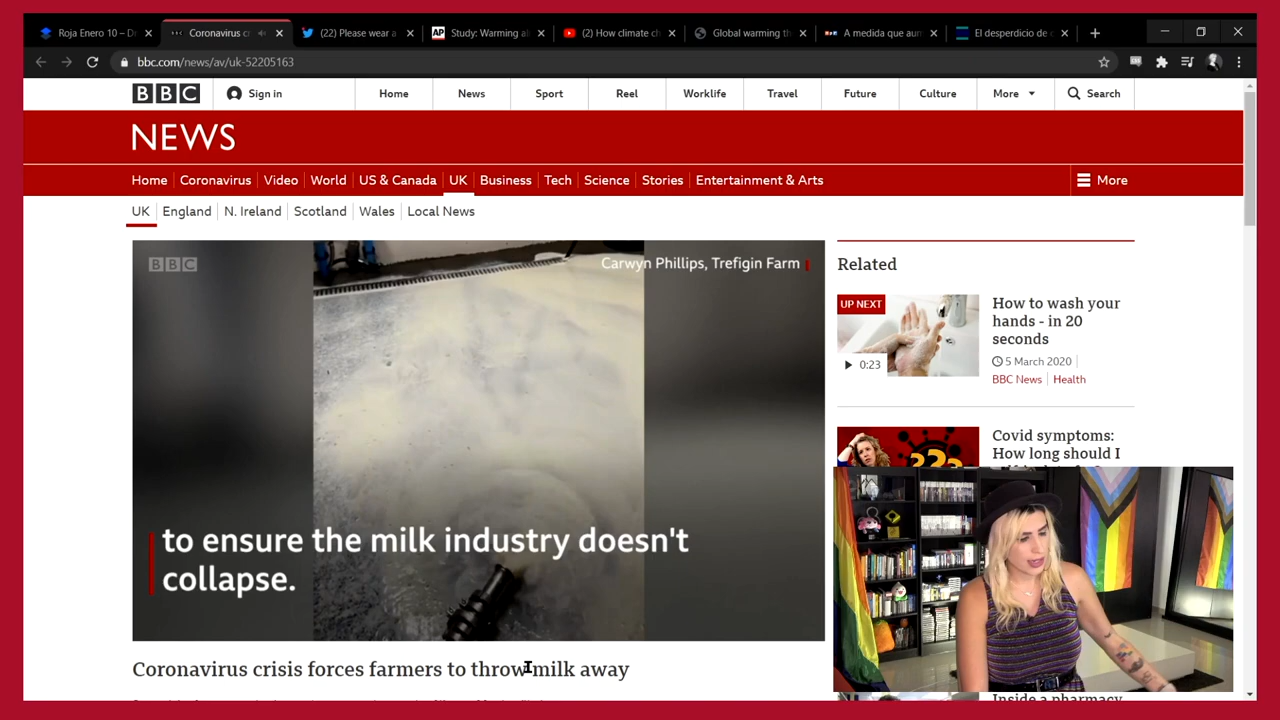 Roja Enero 10 – D
Coronavirus cr
(22) Please wear a
AP Study: Warming al
(2) How climate ch
Global warming th
A medida que au
El desperdicio de
bbc.com/news/av/uk-52205163
BBC Sign in Home News Sport Reel Worklife Travel Future Culture More Search
NEWS
Home Coronavirus Video World US & Canada UK Business Tech Science Stories Entertainment & Arts More
UK England N. Ireland Scotland Wales Local News
BBC
Carwyn Phillips, Trefigin Farm
to ensure the milk industry doesn't
collapse.
Coronavirus crisis forces farmers to throw milk away
Related
UP NEXT
0:23
How to wash your
hands - in 20
seconds
5 March 2020
BBC News Health
???
Covid symptoms:
How long should I
Inside a pharmacy